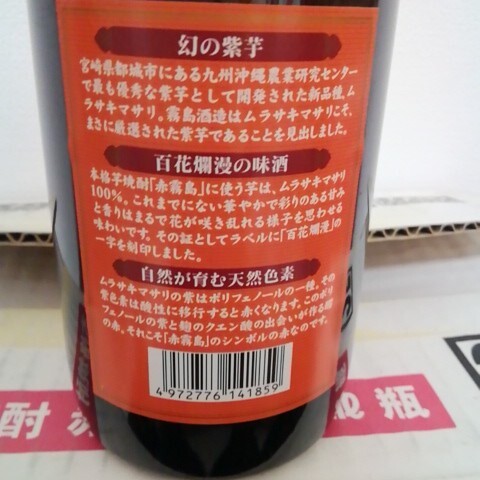 幻の紫芋
宮崎県都城市にある九州沖縄農業研究センター
で最も優秀な紫芋として開発された新品種、ム
ラサキマサリ。霧島酒造はムラサキマサリこそ、
まさに厳選された紫芋であることを見出しました。
百花爛漫の味酒
本格芋焼酎「赤霧島」に使う芋は、ムラサキマサリ
100%。これまでにない華やかで彩りのある甘み
と香りはまるで花が咲き乱れる様子を思わせる
味わいです。その証としてラベルに「百花爛漫」の
一字を刻印しました。
自然が育む天然色素
ムラサキマサリの紫はポリフェノールの一種。その
紫色素は酸性に移行すると赤くなります。このポリ
フェノールの紫と麹のクエン酸の出会いが作る噂
の赤、それこそ「赤霧島」のシンボルの赤なのです。
4 972776 141859
酎
瓶